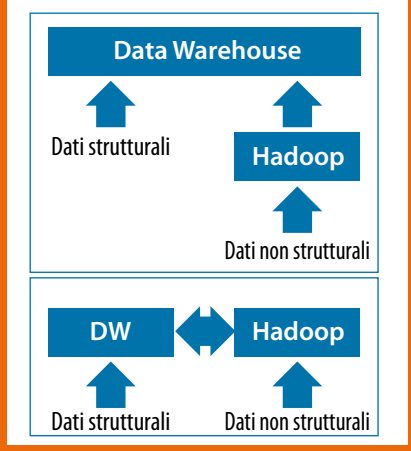 Data Warehouse
Dati strutturali
Hadoop
Dati non strutturali
DW
Hadoop
Dati strutturali
Dati non strutturali